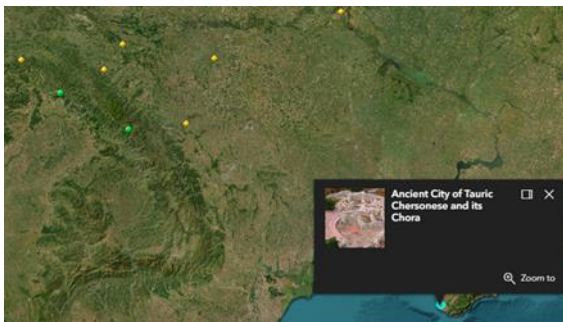 Ancient City of Tauric
Chersonese and its
Chora
Zoom to